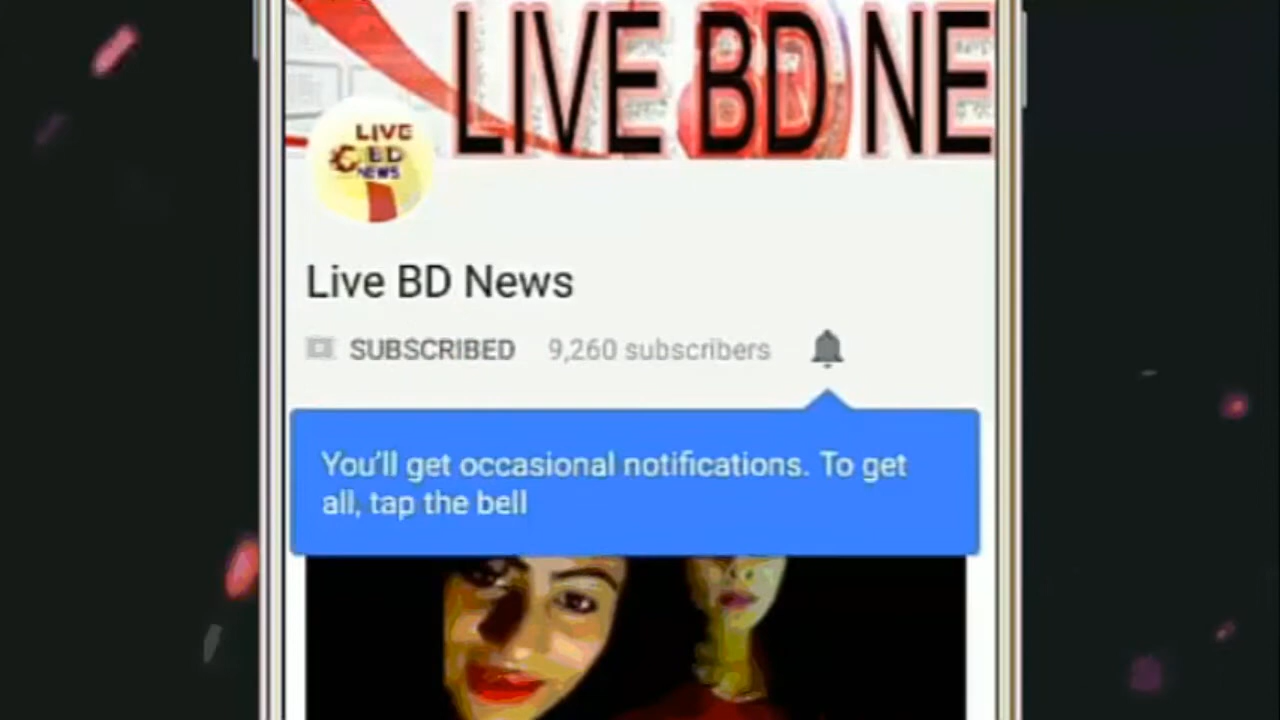 LIVE BD NE
LIVE
BD
NEWS
Live BD News
SUBSCRIBED 9,260 subscribers
You'll get occasional notifications. To get
all, tap the bell